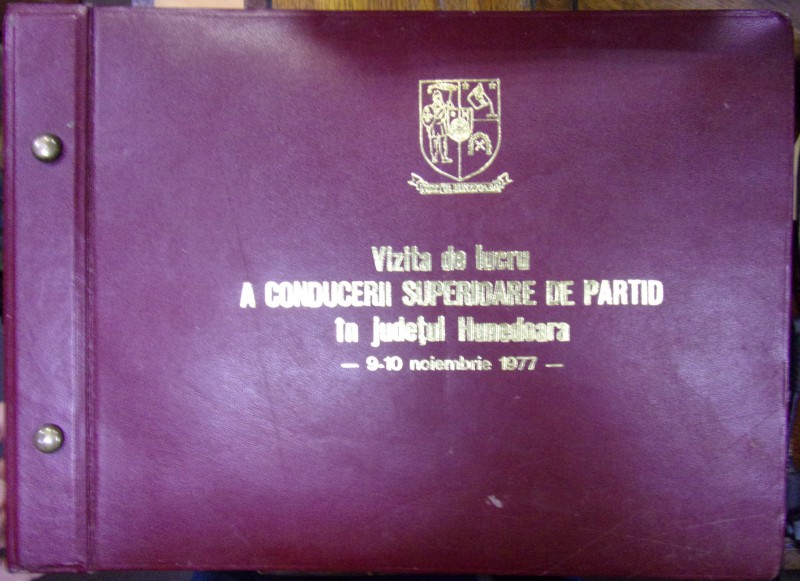 Vizita de lucru
A CONDUCERII SUPERIOARE DE PARTID
în județul Hunedoara
— 9-10 noiembrie 1977 —